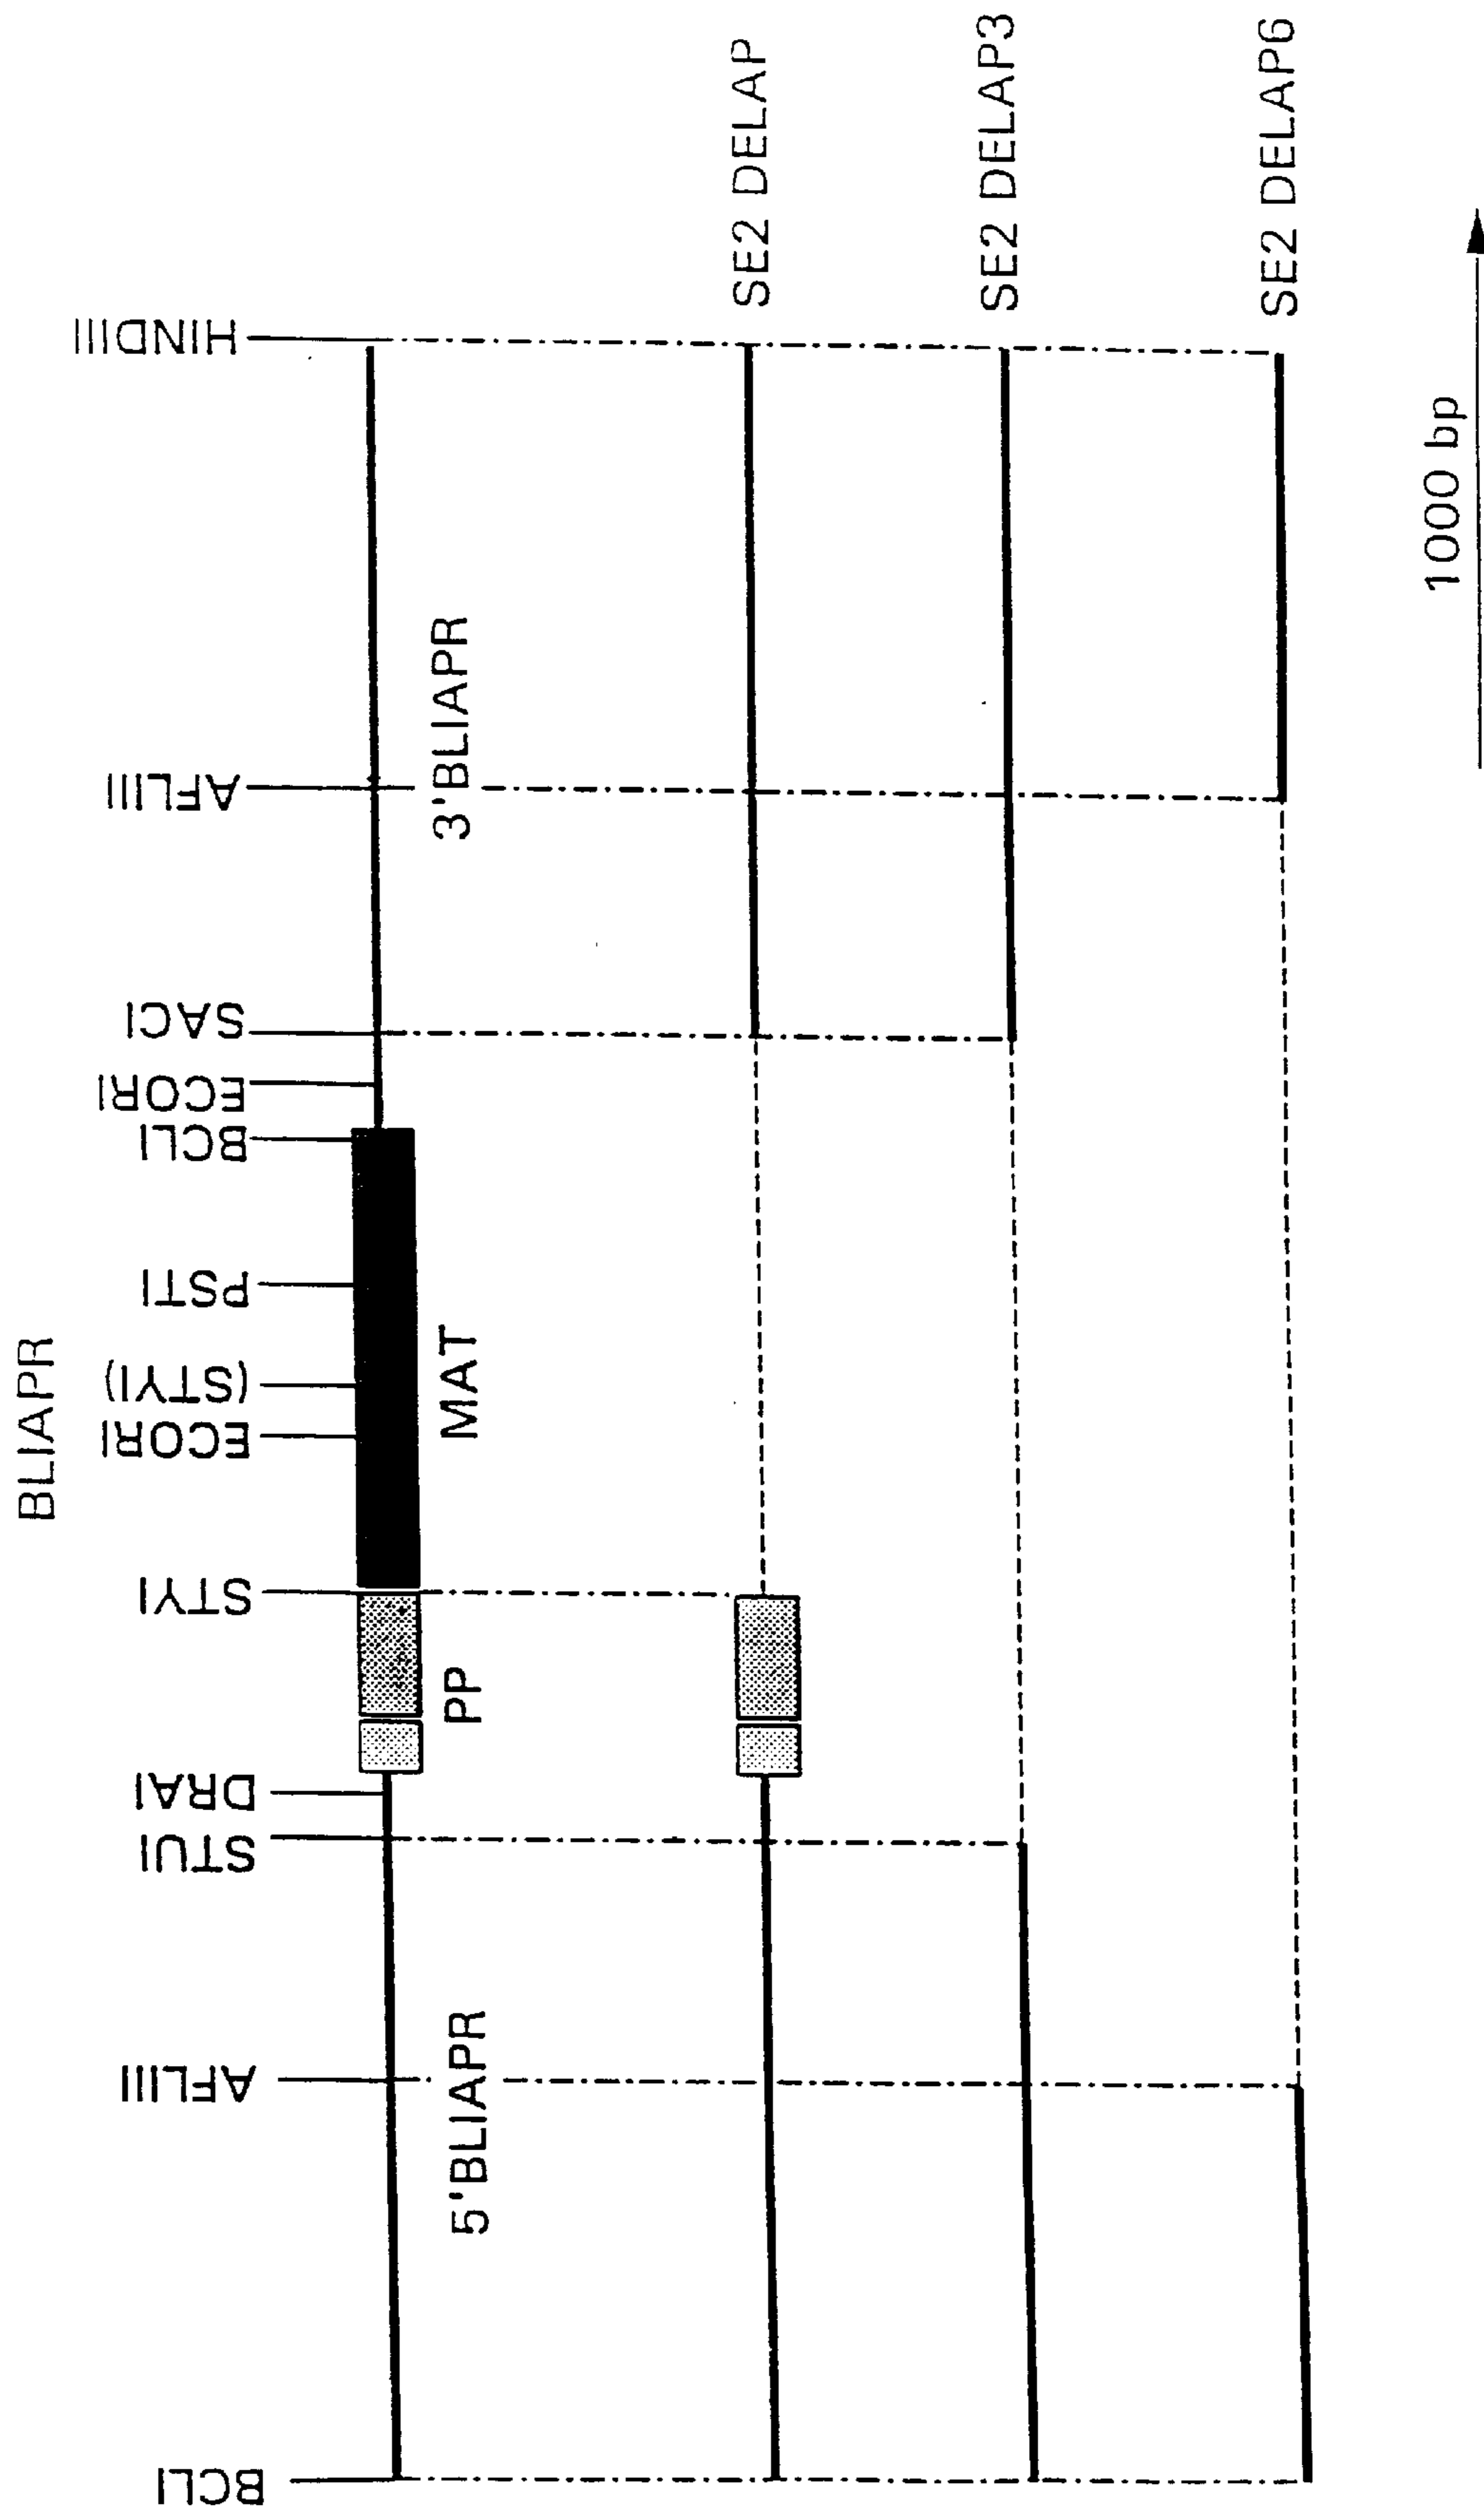 BLIAPR
BCLI
AFLIII
STUI
DRAI
STYI
ECORI
(STYI)
PSTI
BCLI
ECORI
SACI
AFLIII
HINDIII
5'BLIAPR
PP
MAT
3'BLIAPR
SE2 DELAP
SE2 DELAP3
SE2 DELAP6
1000 bp